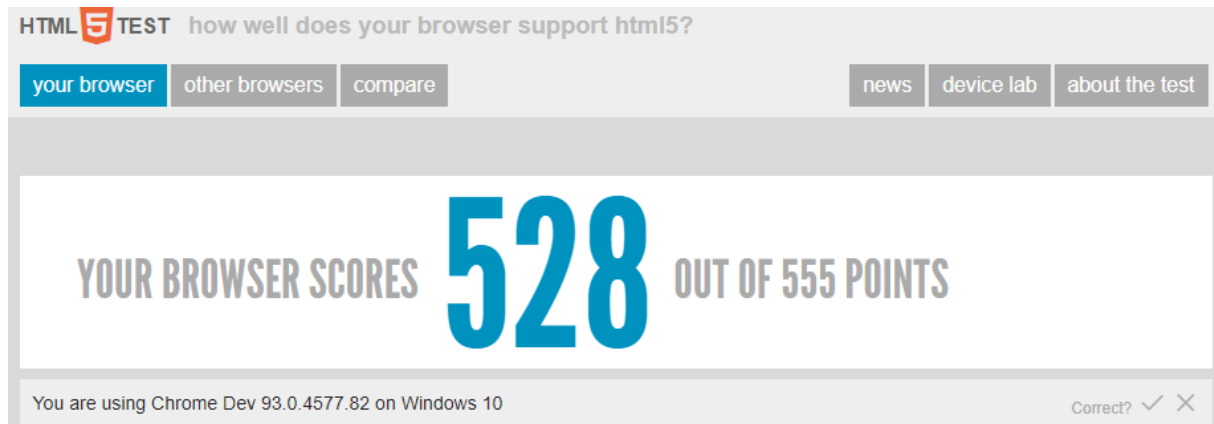 HTML 5 TEST how well does your browser support html5?
your browser other browsers compare news device lab about the test
YOUR BROWSER SCORES 528 OUT OF 555 POINTS
You are using Chrome Dev 93.0.4577.82 on Windows 10 Correct?